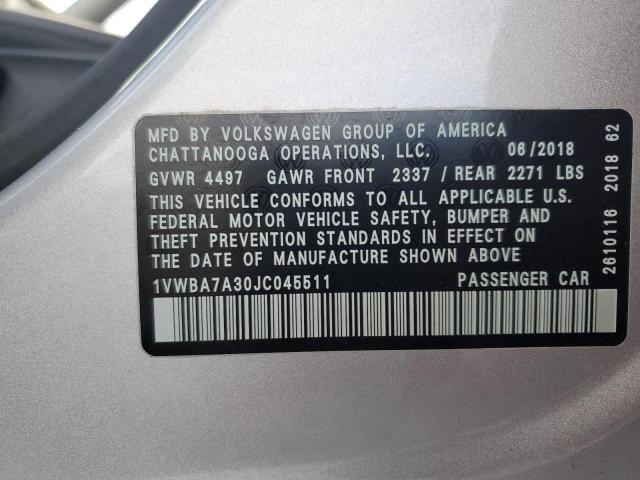 MFD BY VOLKSWAGEN GROUP OF AMERICA
CHATTANOOGA OPERATIONS, LLC. 06/2018
GVWR 4497 GAWR FRONT 2337 / REAR 2271 LBS
THIS VEHICLE CONFORMS TO ALL APPLICABLE U.S.
FEDERAL MOTOR VEHICLE SAFETY, BUMPER AND
THEFT PREVENTION STANDARDS IN EFFECT ON
THE DATE OF MANUFACTURE SHOWN ABOVE
1VWBA7A30JC045511 PASSENGER CAR
2610116 2018 62